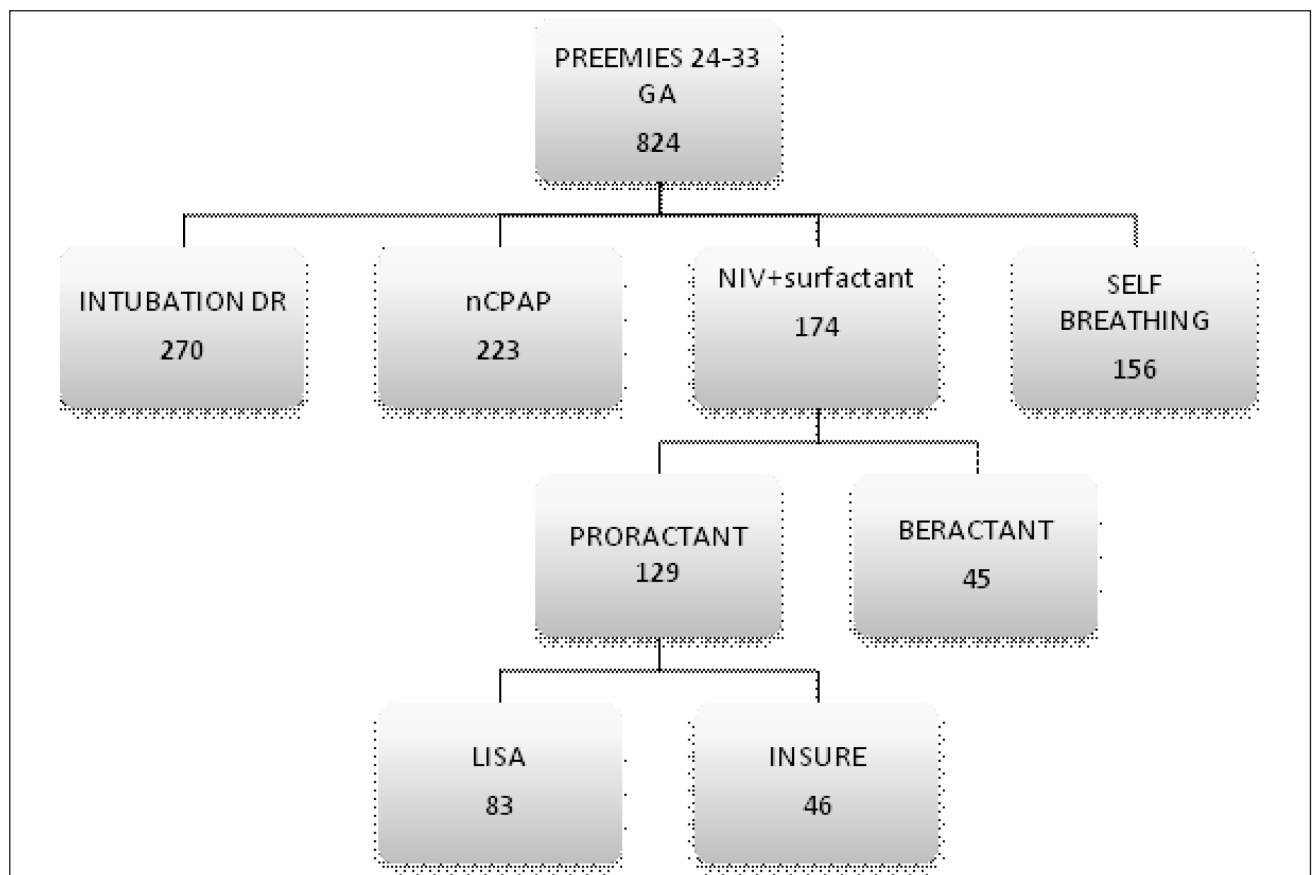 PREEMIES 24-33
GA
824
INTUBATION DR
270
nCPAP
223
NIV+surfactant
174
SELF
BREATHING
156
PRORACTANT
129
BERACTANT
45
LISA
83
INSURE
46